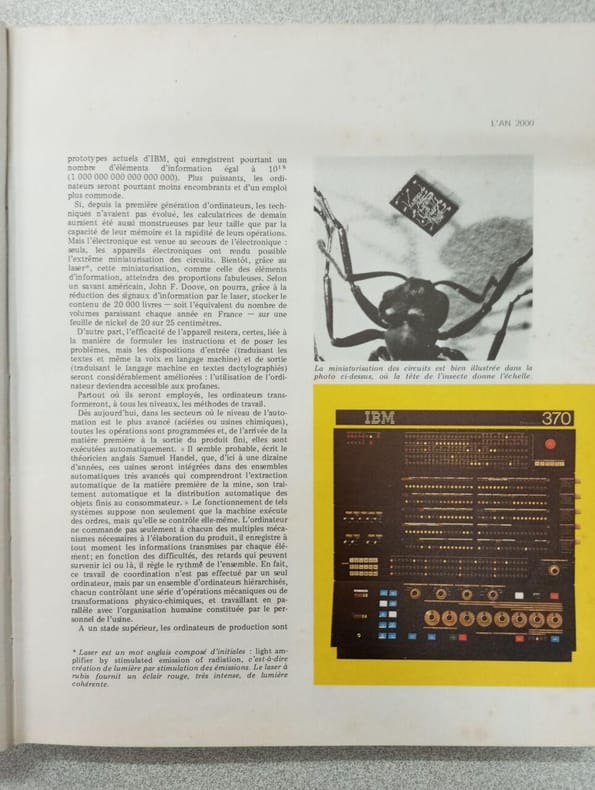 L'AN 2000
prototypes actuels d'IBM, qui enregistrent pourtant un
nombre d'éléments d'information égal à 10¹⁸
(1 000 000 000 000 000 000). Plus puissants, les ordi-
nateurs seront pourtant moins encombrants et d'un emploi
plus commode.
Si, depuis la première génération d'ordinateurs, les tech-
niques n'avaient pas évolué, les calculatrices de demain
auraient été aussi monstrueuses par leur taille que par la
capacité de leur mémoire et la rapidité de leurs opérations.
Mais l'électronique est venue au secours de l'électronique :
seuls, les appareils électroniques ont rendu possible
l'extrême miniaturisation des circuits. Bientôt, grâce au
laser*, cette miniaturisation, comme celle des éléments
d'information, atteindra des proportions fabuleuses. Selon
un savant américain, John F. Doove, on pourra, grâce à la
réduction des signaux d'information par le laser, stocker le
contenu de 20 000 livres — soit l'équivalent du nombre de
volumes paraissant chaque année en France — sur une
feuille de nickel de 20 sur 25 centimètres.
D'autre part, l'efficacité de l'appareil restera, certes, liée à
la manière de formuler les instructions et de poser les
problèmes, mais les dispositions d'entrée (traduisant les
textes et même la voix en langage machine) et de sortie
(traduisant le langage machine en textes dactylographiés)
seront considérablement améliorées : l'utilisation de l'ordi-
nateur deviendra accessible aux profanes.
Partout où ils seront employés, les ordinateurs trans-
formeront, à tous les niveaux, les méthodes de travail.
Dès aujourd'hui, dans les secteurs où le niveau de l'auto-
mation est le plus avancé (aciéries ou usines chimiques),
toutes les opérations sont programmées et, de l'arrivée de la
matière première à la sortie du produit fini, elles sont
exécutées automatiquement. « Il semble probable, écrit le
théoricien anglais Samuel Handel, que, d'ici à une dizaine
d'années, ces usines seront intégrées dans des ensembles
automatiques très avancés qui comprendront l'extraction
automatique de la matière première de la mine, son trai-
tement automatique et la distribution automatique des
objets finis au consommateur. » Le fonctionnement de tels
systèmes suppose non seulement que la machine exécute
des ordres, mais qu'elle se contrôle elle-même. L'ordinateur
ne commande pas seulement à chacun des multiples méca-
nismes nécessaires à l'élaboration du produit, il enregistre à
tout moment les informations transmises par chaque élé-
ment; en fonction des difficultés, des retards qui peuvent
survenir ici ou là, il règle le rythme de l'ensemble. En fait,
ce travail de coordination n'est pas effectué par un seul
ordinateur, mais par un ensemble d'ordinateurs hiérarchisés,
chacun contrôlant une série d'opérations mécaniques ou de
transformations physico-chimiques, et travaillant en pa-
rallèle avec l'organisation humaine constituée par le per-
sonnel de l'usine.
A un stade supérieur, les ordinateurs de production sont
* Laser est un mot anglais composé d'initiales : light am-
plifier by stimulated emission of radiation, c'est-à-dire
création de lumière par stimulation des émissions. Le laser à
rubis fournit un éclair rouge, très intense, de lumière
cohérente.
La miniaturisation des circuits est bien illustrée dans la
photo ci-dessus, où la tête de l'insecte donne l'échelle.
IBM
370